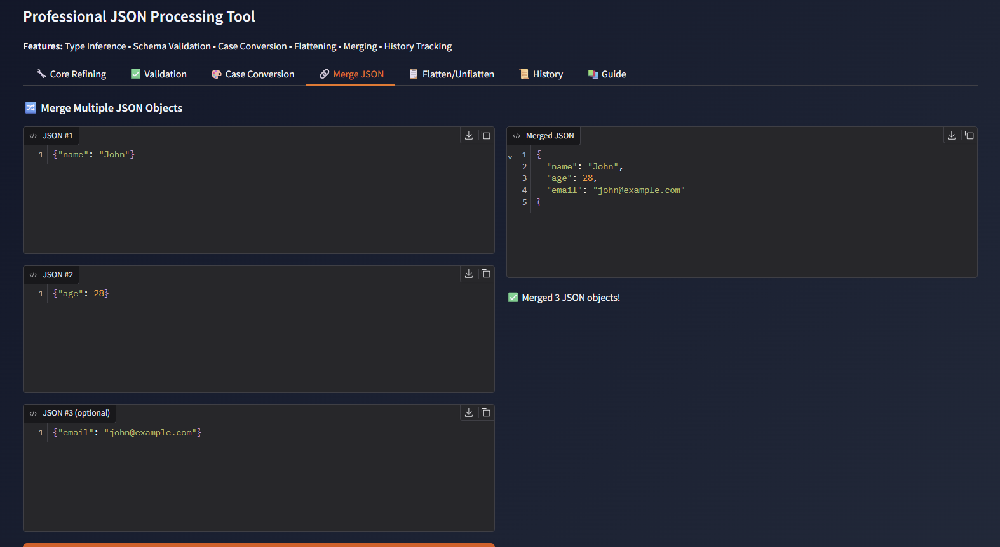 Professional JSON Processing Tool
Features: Type Inference • Schema Validation • Case Conversion • Flattening • Merging • History Tracking
Core Refining Validation Case Conversion Merge JSON Flatten/Unflatten History Guide
Merge Multiple JSON Objects
JSON #1
1 {"name": "John"}
JSON #2
1 {"age": 28}
JSON #3 (optional)
1 {"email": "john@example.com"}
Merged JSON
1 {
2 "name": "John",
3 "age": 28,
4 "email": "john@example.com"
5 }
Merged 3 JSON objects!